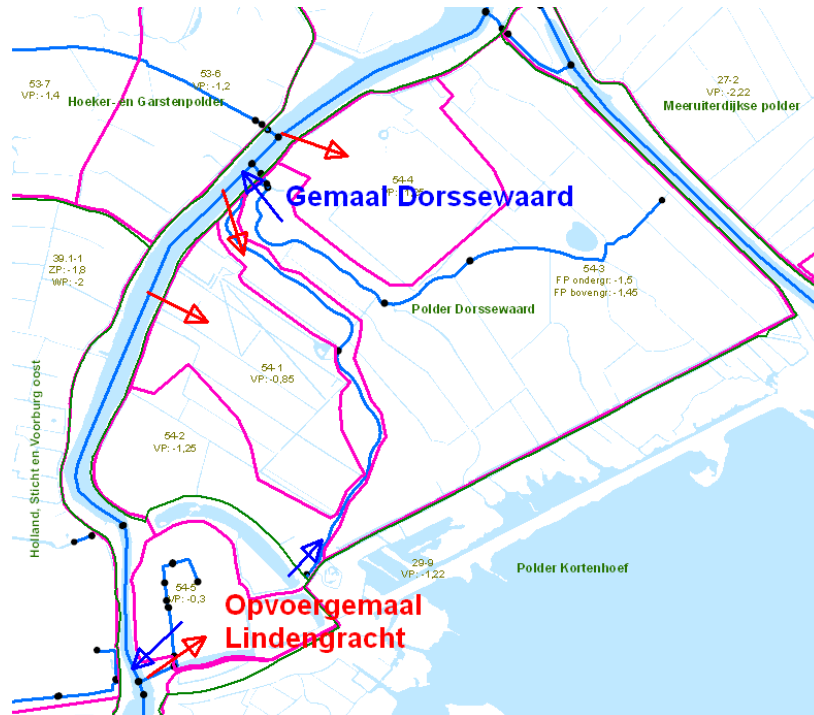 53-6
VP: -1,2
53-7
VP: -1,4
Hoeker- en Garstenpolder
27-2
VP: -2,22
Meeruiterdijkse polder
54-4
Gemaal Dorssewaard
39.1-1
ZP: -1,8
WP: -2
54-3
FP ondergr: -1,5
FP bovengr: -1,45
Polder Dorssewaard
54-1
VP: -0,85
54-2
VP: -1,25
Holland, Sticht en Voorburg oost
29-9
VP: -1,22
Polder Kortenhoef
54-5
VP: -0,3
Opvoergemaal
Lindengracht